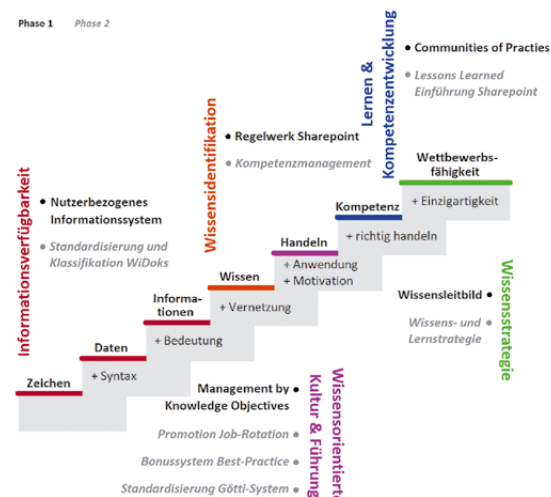 Phase 1 Phase 2
Informationsverfügbarkeit
• Nutzerbezogenes
Informationssystem
• Standardisierung und
Klassifikation WiDoks
Wissensidentifikation
• Regelwerk Sharepoint
• Kompetenzmanagement
Lernen &
Kompetenzentwicklung
• Communities of Practies
• Lessons Learned
Einführung Sharepoint
Wettbewerbs-
fähigkeit
+ Einzigartigkeit
Kompetenz
+ richtig handeln
Handeln
+ Anwendung
+ Motivation
Wissen
+ Vernetzung
Informa-
tionen
+ Bedeutung
Daten
+ Syntax
Zeichen
Wissensleitbild •
Wissens- und •
Lernstrategie
Wissensstrategie
Management by •
Knowledge Objectives
Promotion Job-Rotation •
Bonussystem Best-Practice •
Standardisierung Götti-System •
Wissensorientierte
Kultur & Führung